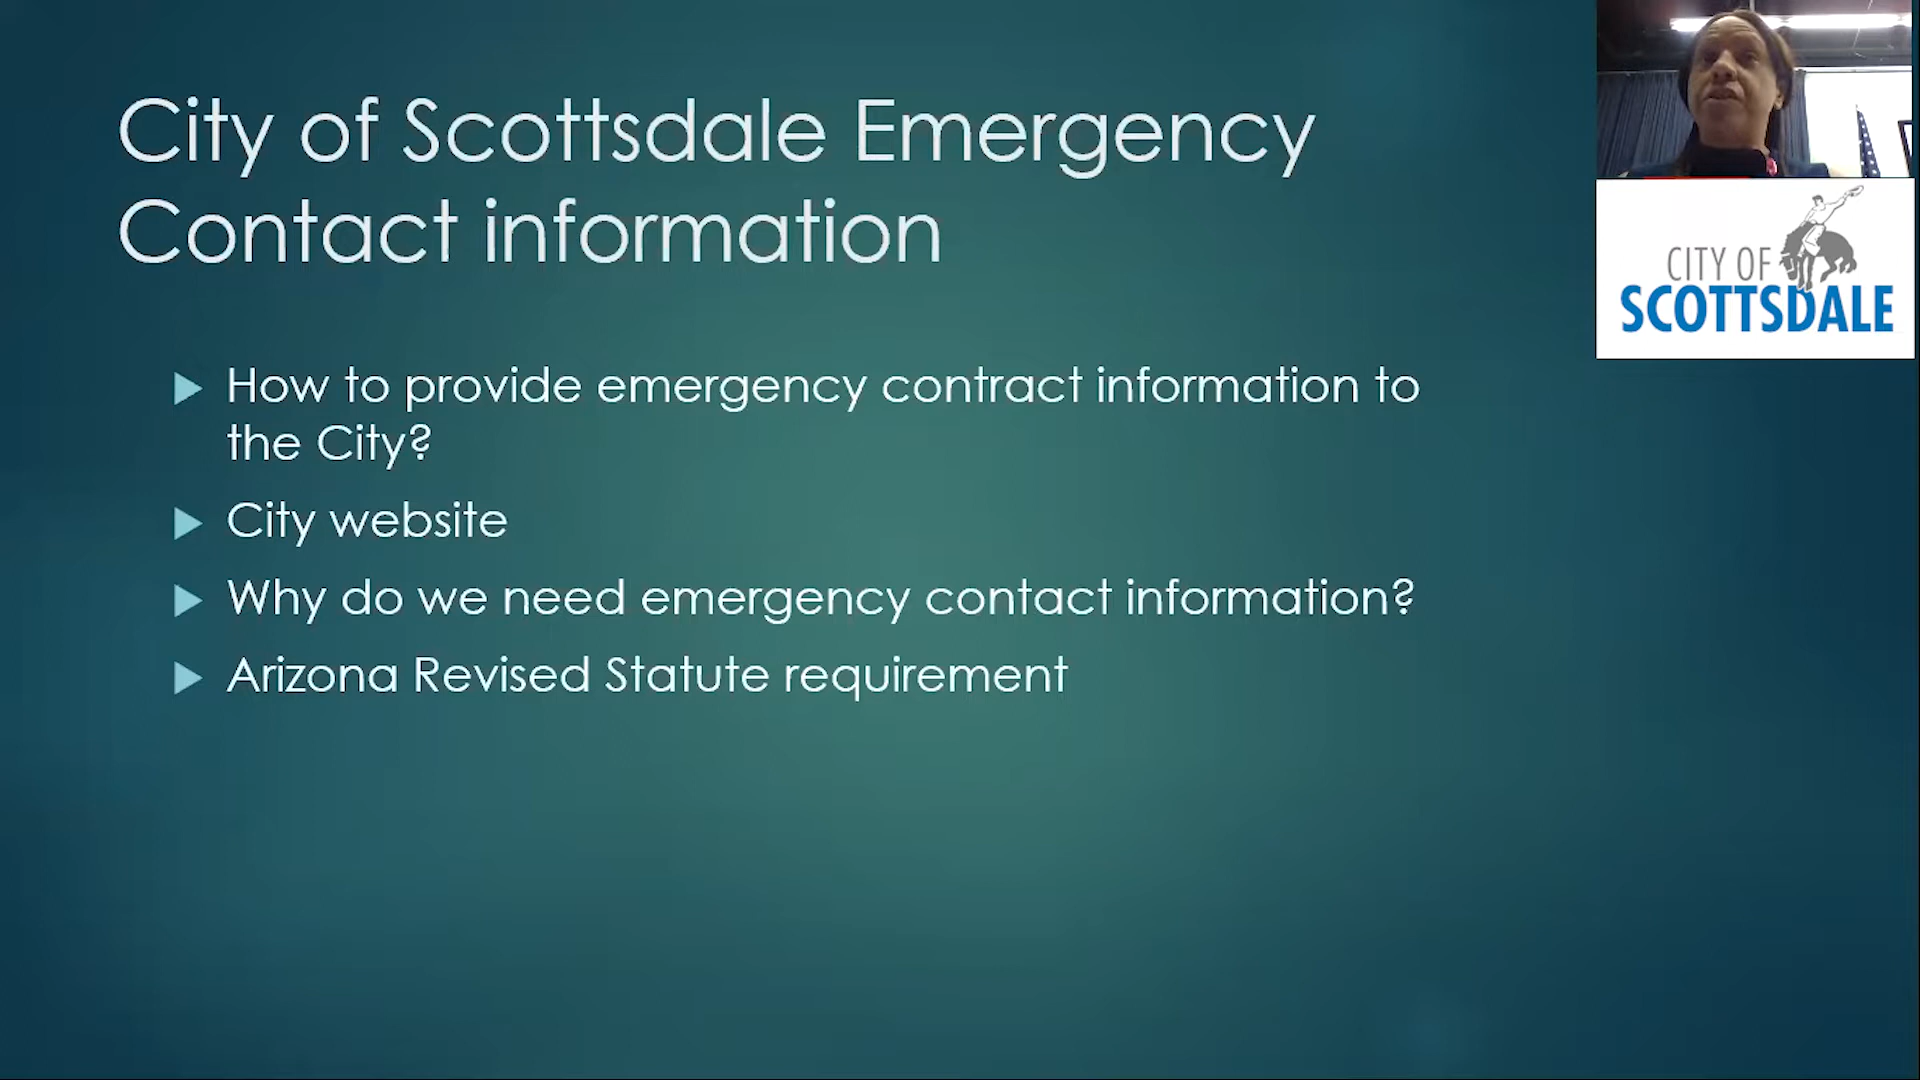 City of Scottsdale Emergency
Contact information
How to provide emergency contract information to
the City?
City website
Why do we need emergency contact information?
Arizona Revised Statute requirement
CITY OF
SCOTTSDALE